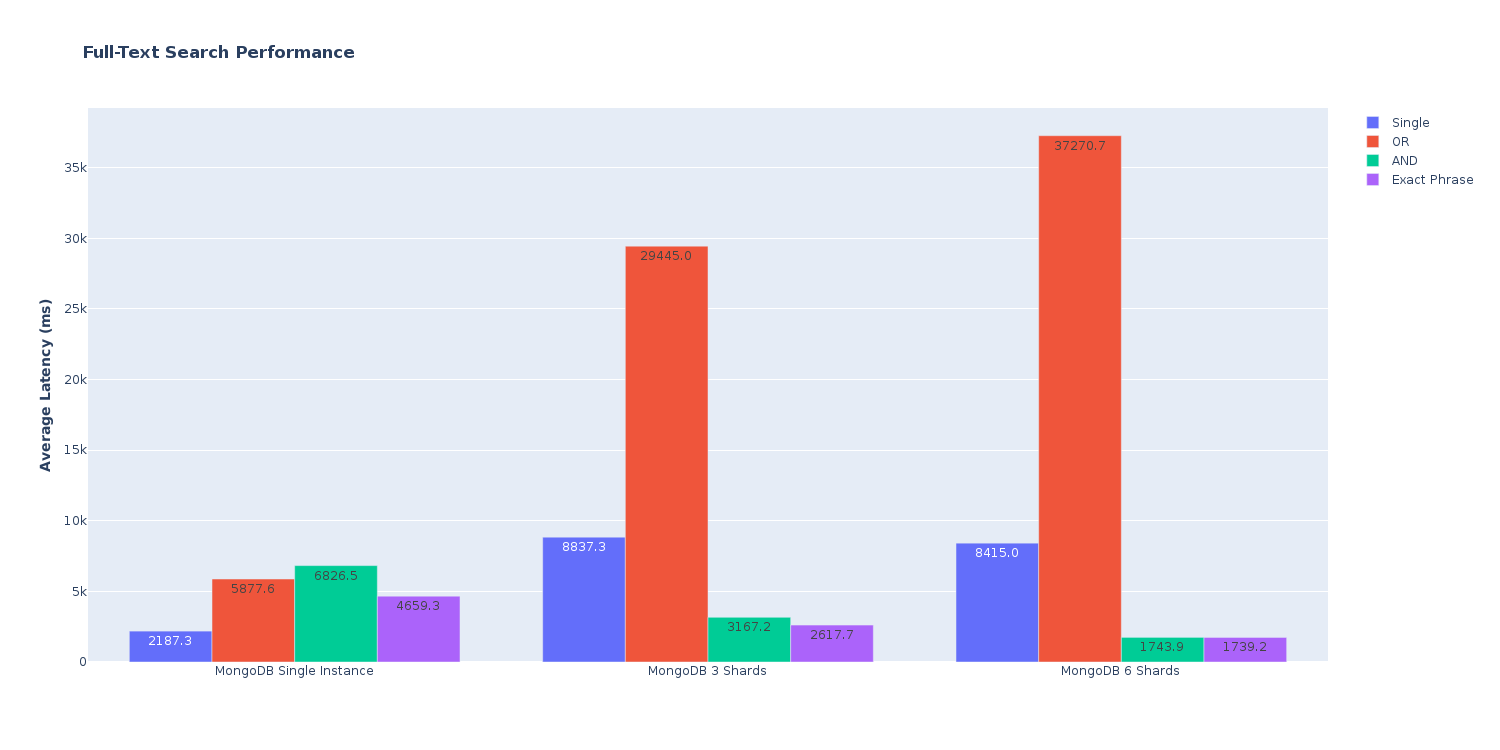 Full-Text Search Performance
Single
OR
AND
Exact Phrase
Average Latency (ms)
35k
30k
25k
20k
15k
10k
5k
0
2187.3
5877.6
6826.5
4659.3
8837.3
29445.0
3167.2
2617.7
8415.0
37270.7
1743.9
1739.2
MongoDB Single Instance
MongoDB 3 Shards
MongoDB 6 Shards